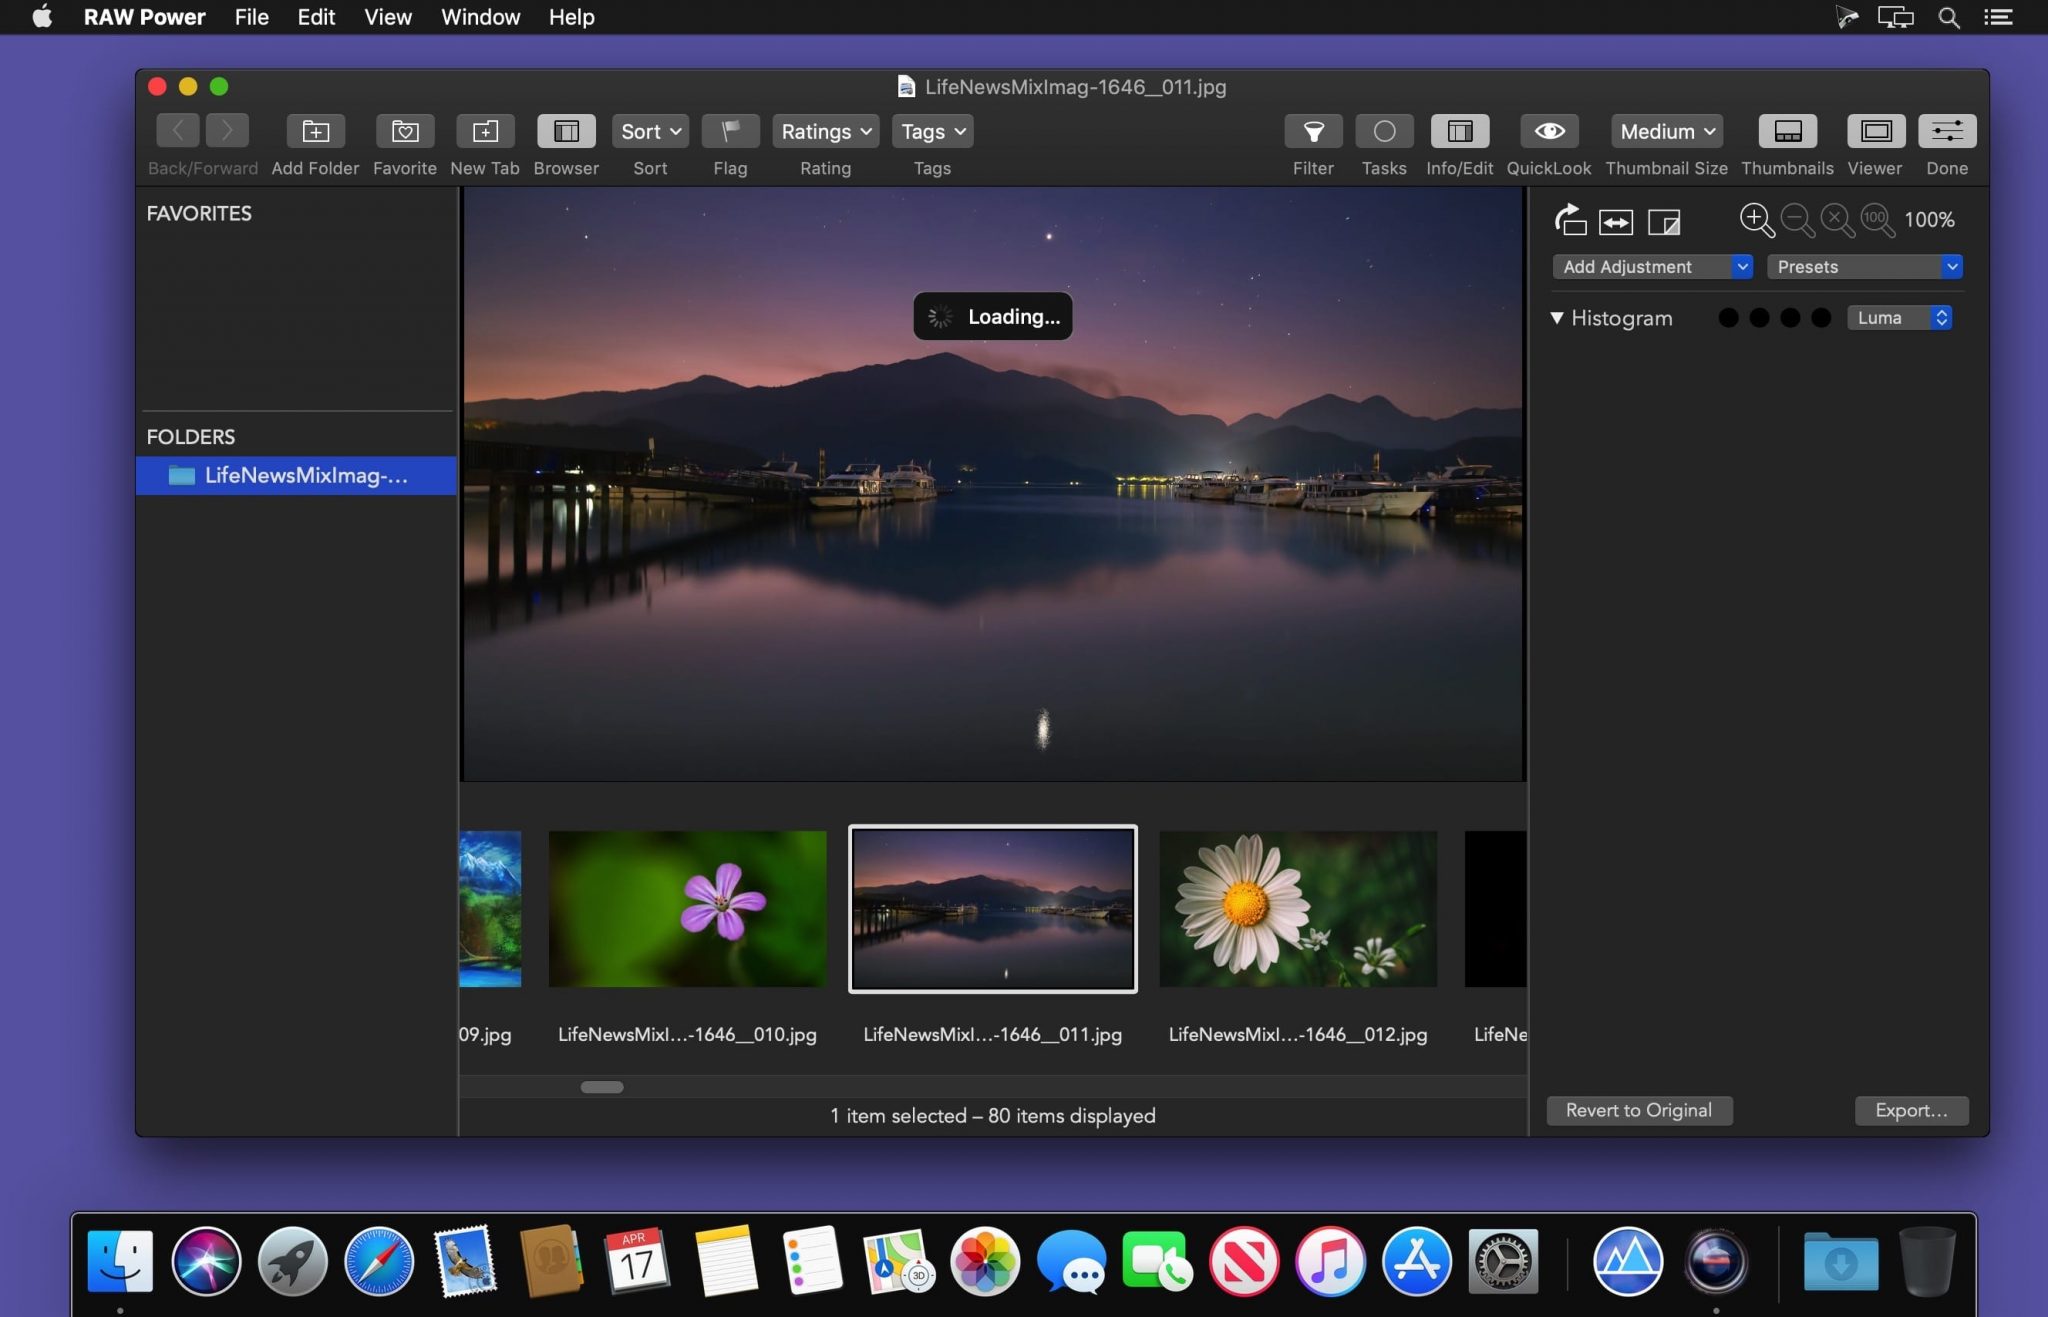 RAW Power File Edit View Window Help
LifeNewsMixImag-1646__011.jpg
Sort Ratings Tags Medium
Back/Forward Add Folder Favorite New Tab Browser Sort Flag Rating Tags Filter Tasks Info/Edit QuickLook Thumbnail Size Thumbnails Viewer Done
FAVORITES
FOLDERS
LifeNewsMixImag-...
Loading...
100 100%
Add Adjustment Presets
Histogram Luma
09.jpg LifeNewsMixI...-1646__010.jpg LifeNewsMixI...-1646__011.jpg LifeNewsMixI...-1646__012.jpg LifeNe
1 item selected – 80 items displayed
Revert to Original Export...
APR
17
3D